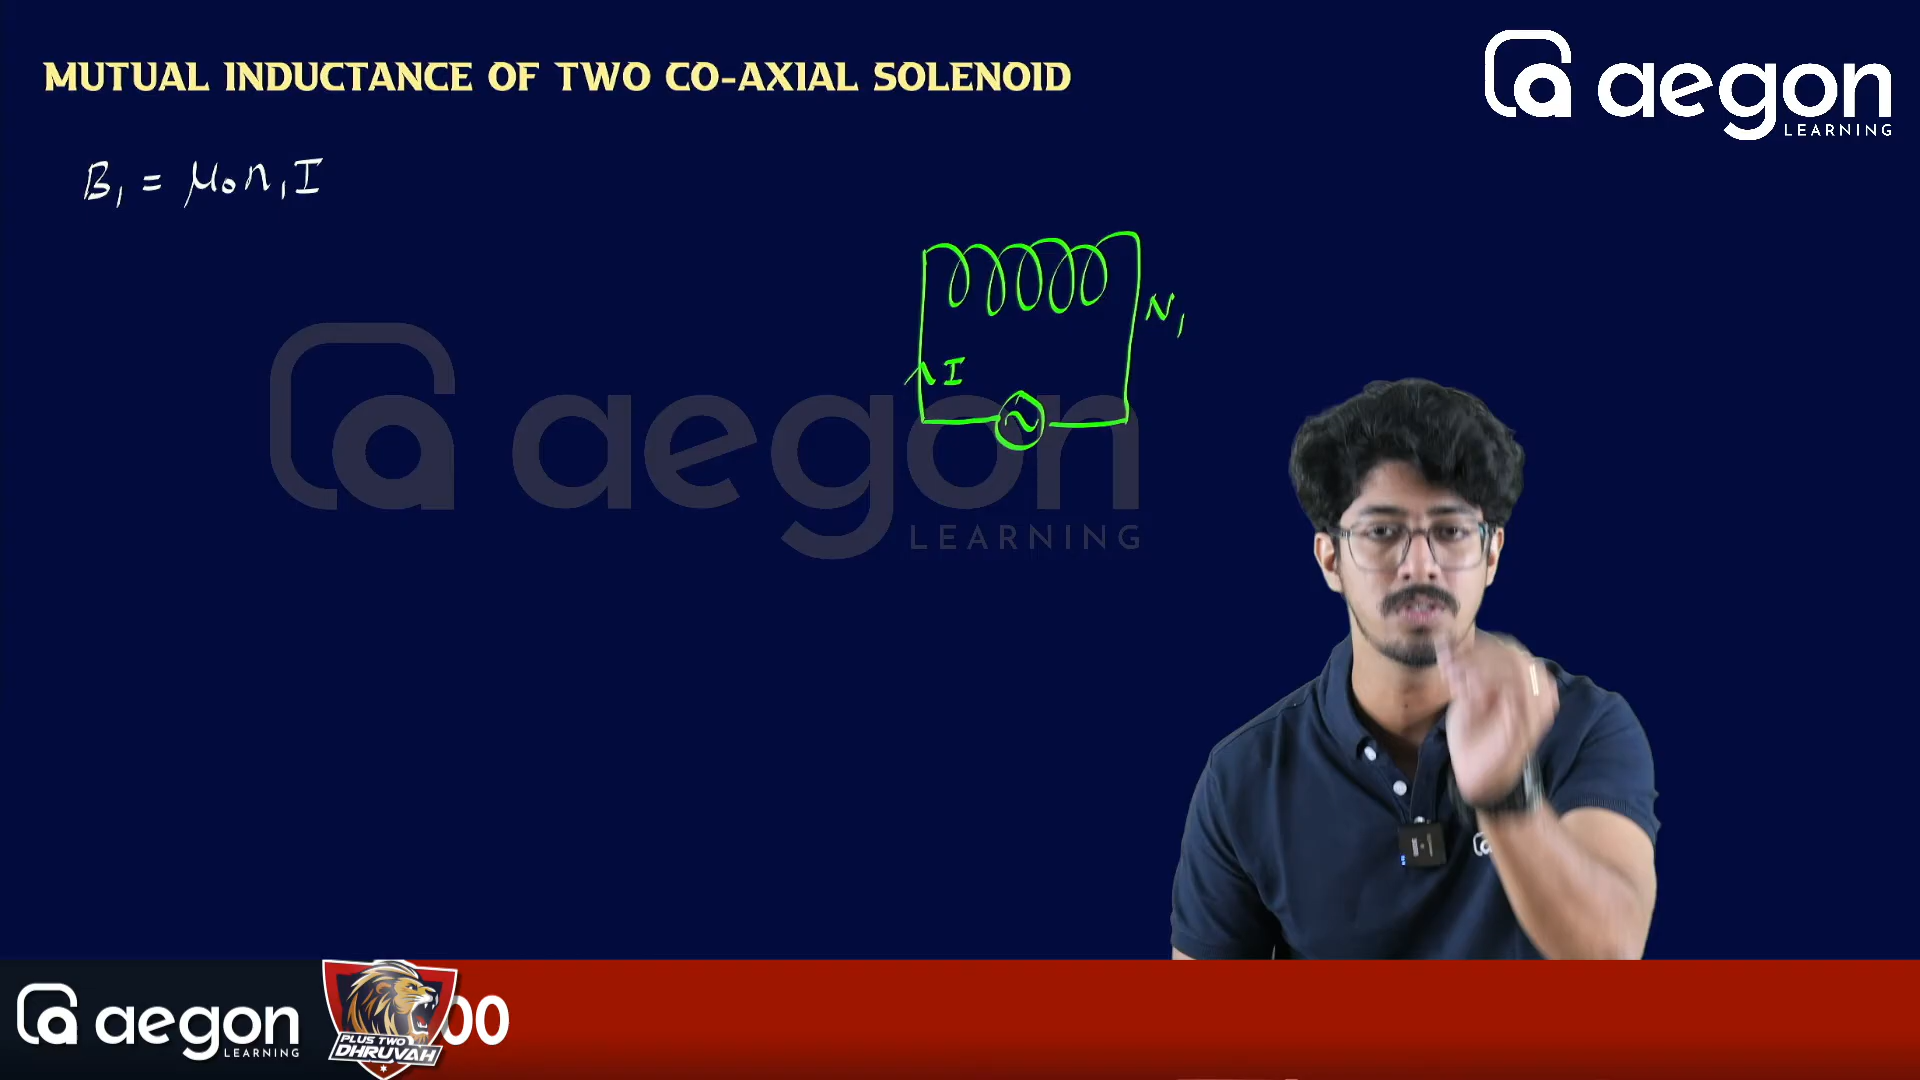 MUTUAL INDUCTANCE OF TWO CO-AXIAL SOLENOID
aegon
LEARNING
B₁ = μ₀n₁I
N₁
I
aegon
LEARNING
aegon
LEARNING
PLUS TWO
DHRUVAH
00